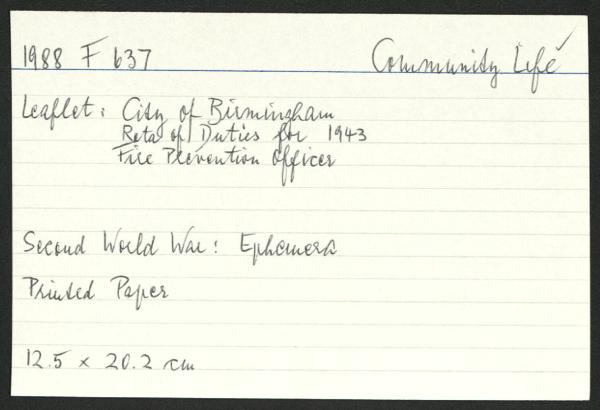 1988 F 637 Community Life
Leaflet: City of Birmingham
Rota of Duties for 1943
Fire Prevention Officer
Second World War: Ephemera
Printed Paper
12.5 x 20.2 cm